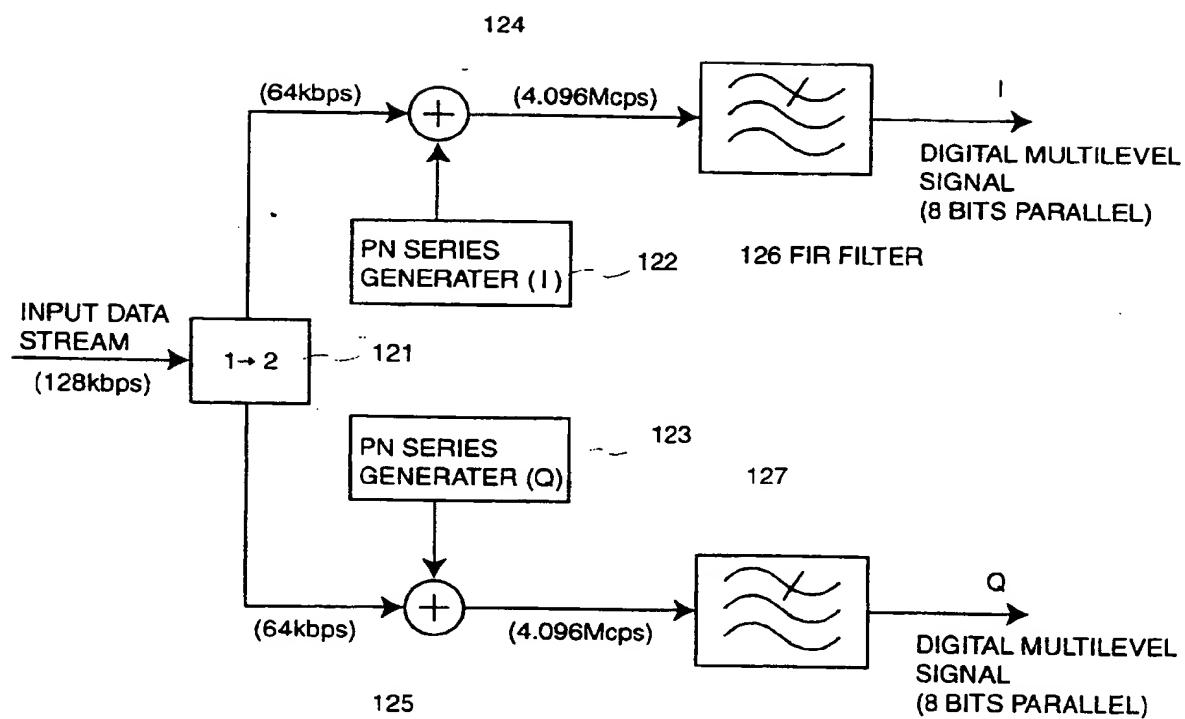 124
(64kbps)
(4.096Mcps)
I
DIGITAL MULTILEVEL
SIGNAL
(8 BITS PARALLEL)
PN SERIES
GENERATER (I)
122
126 FIR FILTER
INPUT DATA
STREAM
(128kbps)
1→ 2
121
PN SERIES
GENERATER (Q)
123
127
(64kbps)
(4.096Mcps)
Q
DIGITAL MULTILEVEL
SIGNAL
(8 BITS PARALLEL)
125